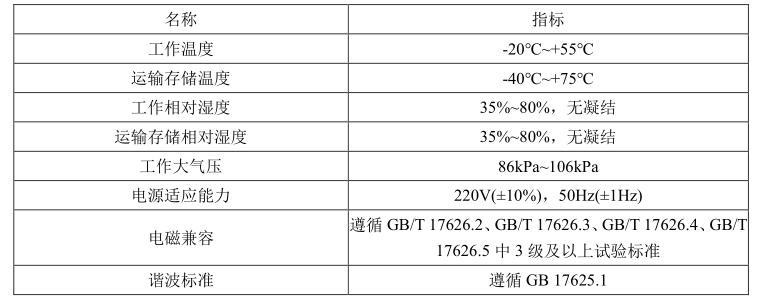 名称 指标
工作温度 -20℃~+55℃
运输存储温度 -40℃~+75℃
工作相对湿度 35%~80%，无凝结
运输存储相对湿度 35%~80%，无凝结
工作大气压 86kPa~106kPa
电源适应能力 220V(±10%)，50Hz(±1Hz)
电磁兼容 遵循 GB/T 17626.2、GB/T 17626.3、GB/T 17626.4、GB/T
17626.5 中 3 级及以上试验标准
谐波标准 遵循 GB 17625.1